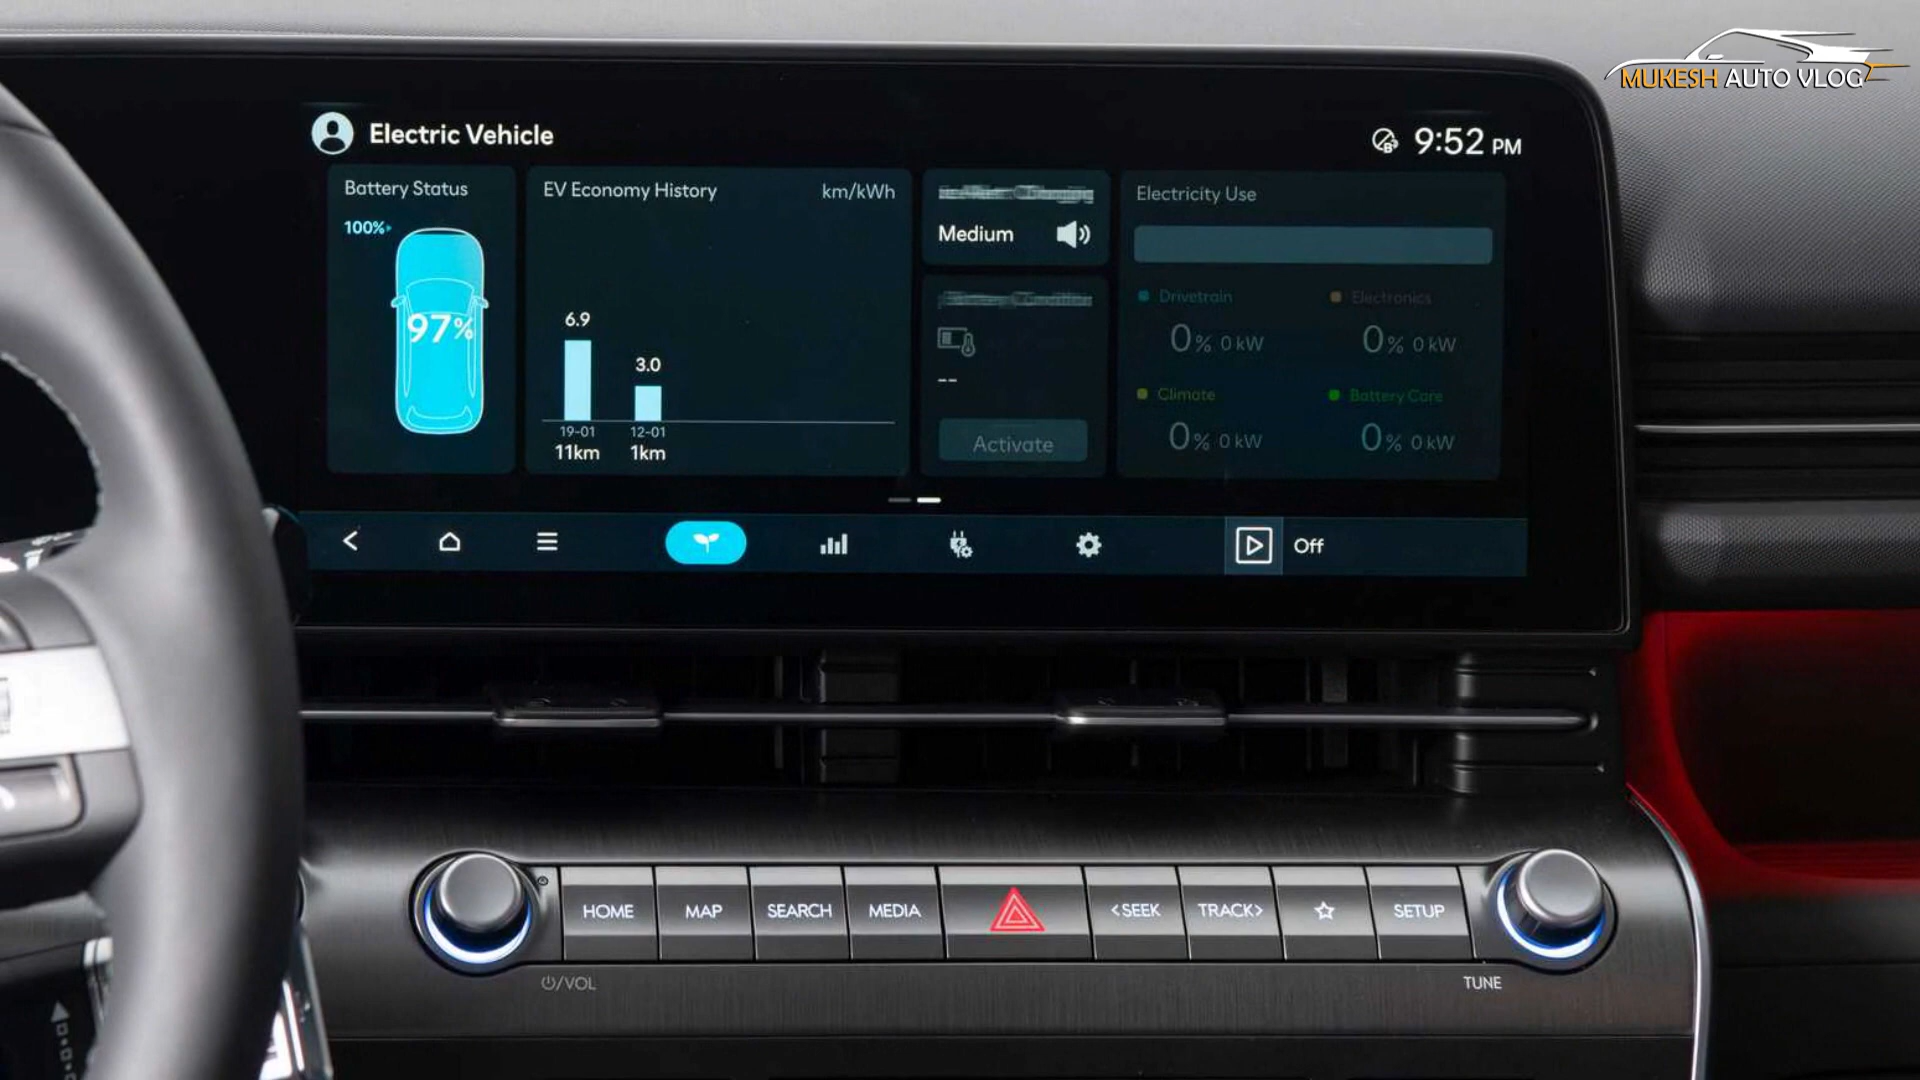 MUKESH AUTO VLOG
Electric Vehicle
9:52 PM
Battery Status
100%
97%
EV Economy History km/kWh
6.9
3.0
19-01 12-01
11km 1km
Medium
--
Activate
Electricity Use
Drivetrain Electronics
0% 0 kW 0% 0 kW
Climate Battery Care
0% 0 kW 0% 0 kW
Off
HOME MAP SEARCH MEDIA <SEEK TRACK> SETUP
/VOL
TUNE